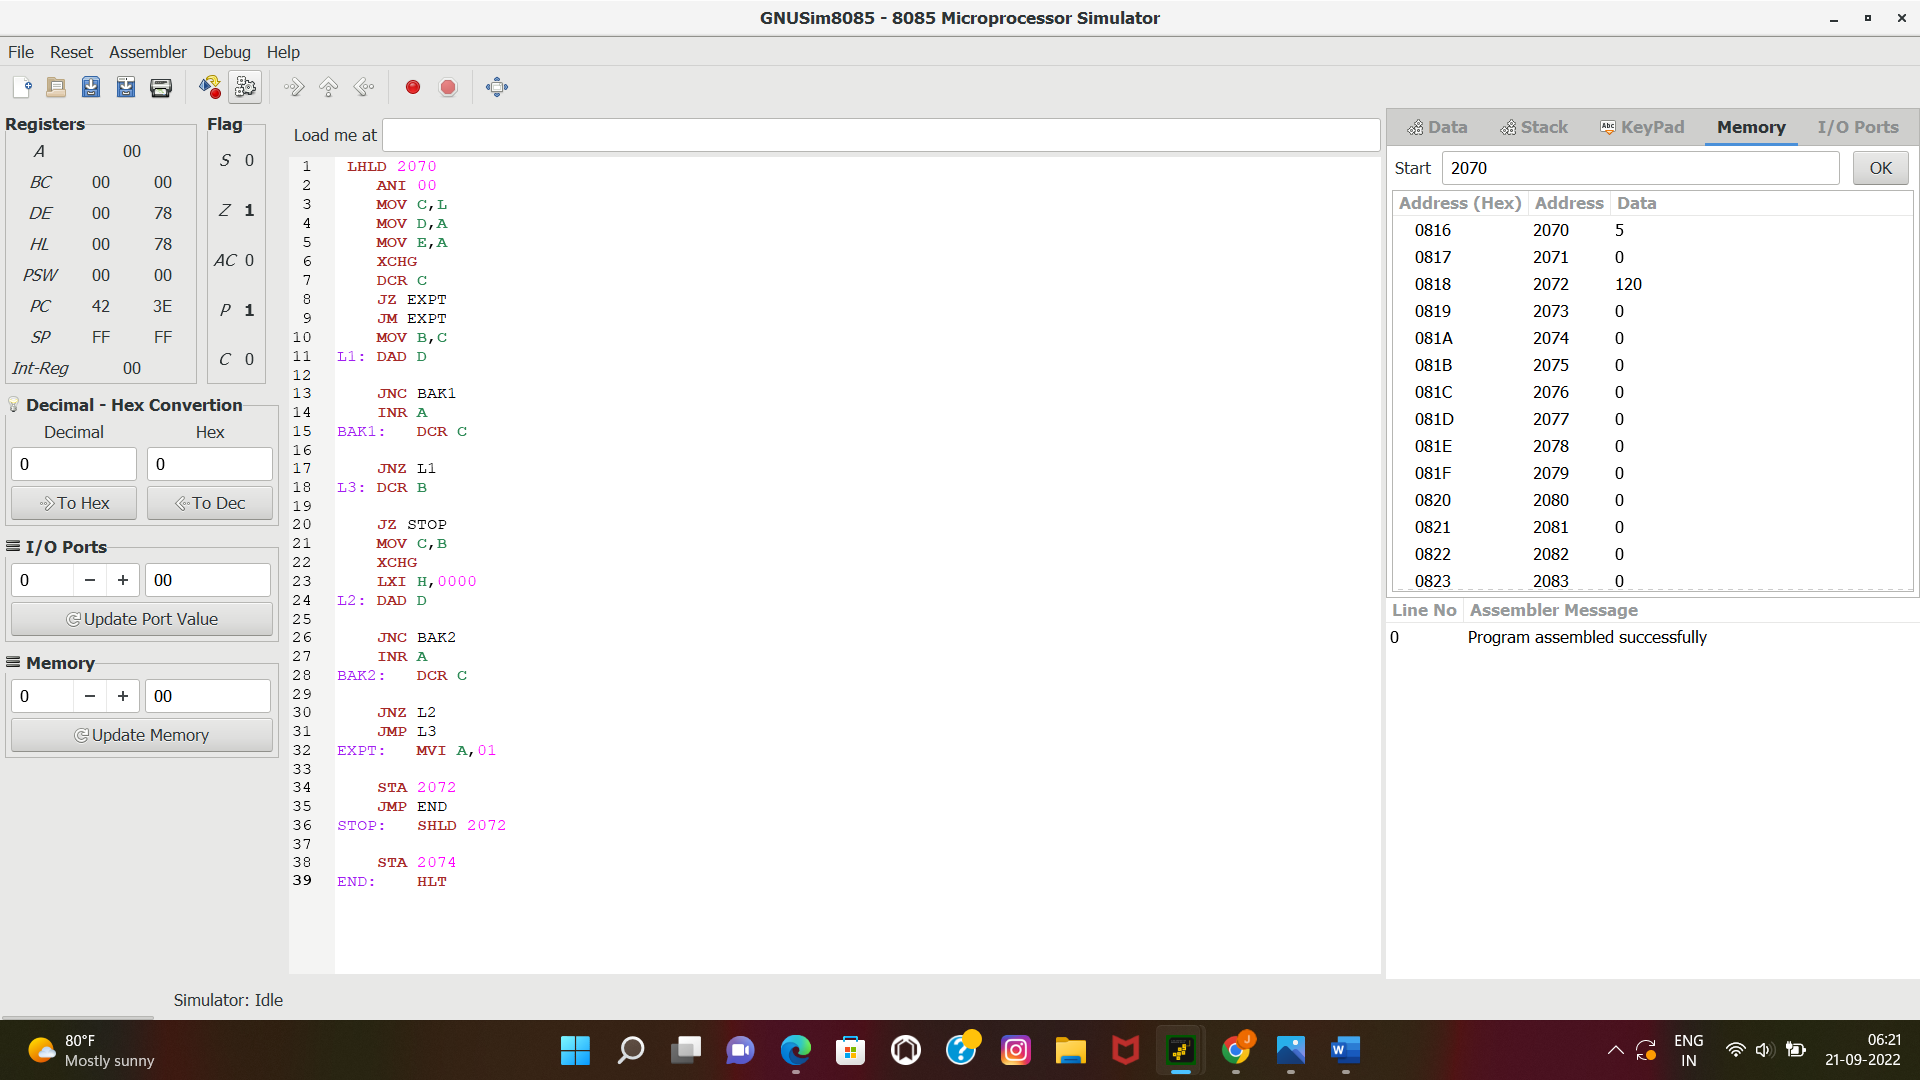 GNUSim8085 - 8085 Microprocessor Simulator
File Reset Assembler Debug Help
Registers
A 00
BC 00 00
DE 00 78
HL 00 78
PSW 00 00
PC 42 3E
SP FF FF
Int-Reg 00
Flag
S 0
Z 1
AC 0
P 1
C 0
Decimal - Hex Convertion
Decimal Hex
0 0
To Hex To Dec
I/O Ports
0 − + 00
Update Port Value
Memory
0 − + 00
Update Memory
Load me at
1 LHLD 2070
2 ANI 00
3 MOV C,L
4 MOV D,A
5 MOV E,A
6 XCHG
7 DCR C
8 JZ EXPT
9 JM EXPT
10 MOV B,C
11 L1: DAD D
12
13 JNC BAK1
14 INR A
15 BAK1: DCR C
16
17 JNZ L1
18 L3: DCR B
19
20 JZ STOP
21 MOV C,B
22 XCHG
23 LXI H,0000
24 L2: DAD D
25
26 JNC BAK2
27 INR A
28 BAK2: DCR C
29
30 JNZ L2
31 JMP L3
32 EXPT: MVI A,01
33
34 STA 2072
35 JMP END
36 STOP: SHLD 2072
37
38 STA 2074
39 END: HLT
Data Stack Abc KeyPad Memory I/O Ports
Start 2070 OK
Address (Hex) Address Data
0816 2070 5
0817 2071 0
0818 2072 120
0819 2073 0
081A 2074 0
081B 2075 0
081C 2076 0
081D 2077 0
081E 2078 0
081F 2079 0
0820 2080 0
0821 2081 0
0822 2082 0
0823 2083 0
Line No Assembler Message
0 Program assembled successfully
Simulator: Idle
80°F
Mostly sunny
J
W
ENG
IN
06:21
21-09-2022